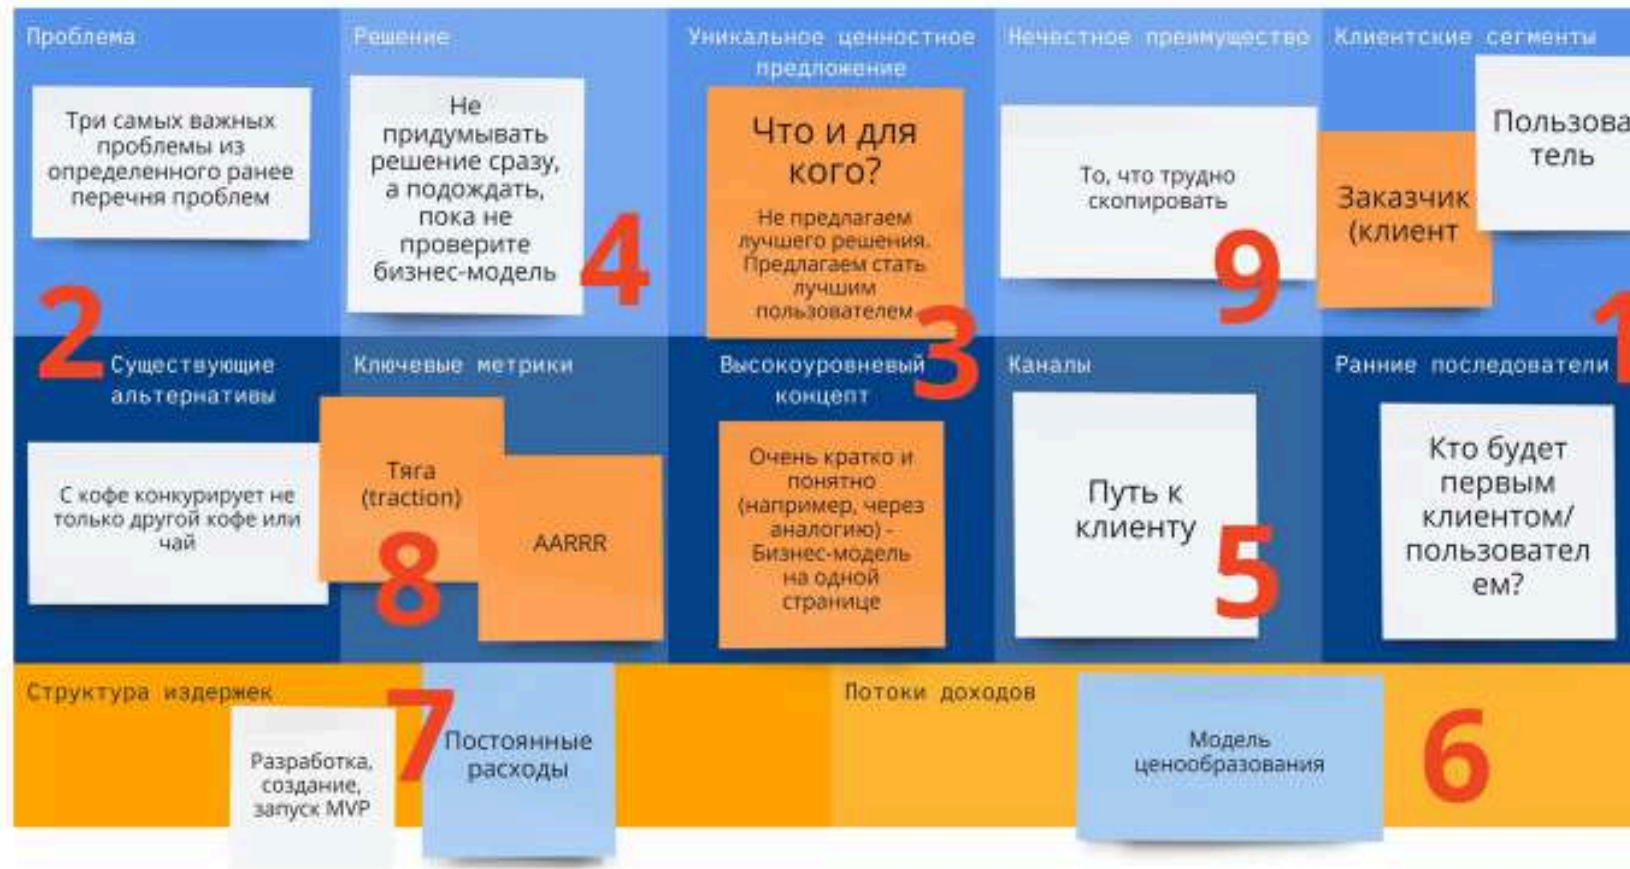 Проблема
Три самых важных
проблемы из
определенного ранее
перечня проблем
2
Решение
Не
придумывать
решение сразу,
а подождать,
пока не
проверите
бизнес-модель
4
Уникальное ценностное
предложение
Что и для
кого?
Не предлагаем
лучшего решения.
Предлагаем стать
лучшим
пользователем
3
Нечестное преимущество
То, что трудно
скопировать
9
Клиентские сегменты
Пользова
тель
Заказчик
(клиент
1
Существующие
альтернативы
С кофе конкурирует не
только другой кофе или
чай
Ключевые метрики
Тяга
(traction)
AARRR
8
Высокоуровневый
концепт
Очень кратко и
понятно
(например, через
аналогию) -
Бизнес-модель
на одной
странице
Каналы
Путь к
клиенту
5
Ранние последователи
Кто будет
первым
клиентом/
пользовател
ем?
Структура издержек
Разработка,
создание,
запуск MVP
7
Постоянные
расходы
Потоки доходов
Модель
ценообразования
6